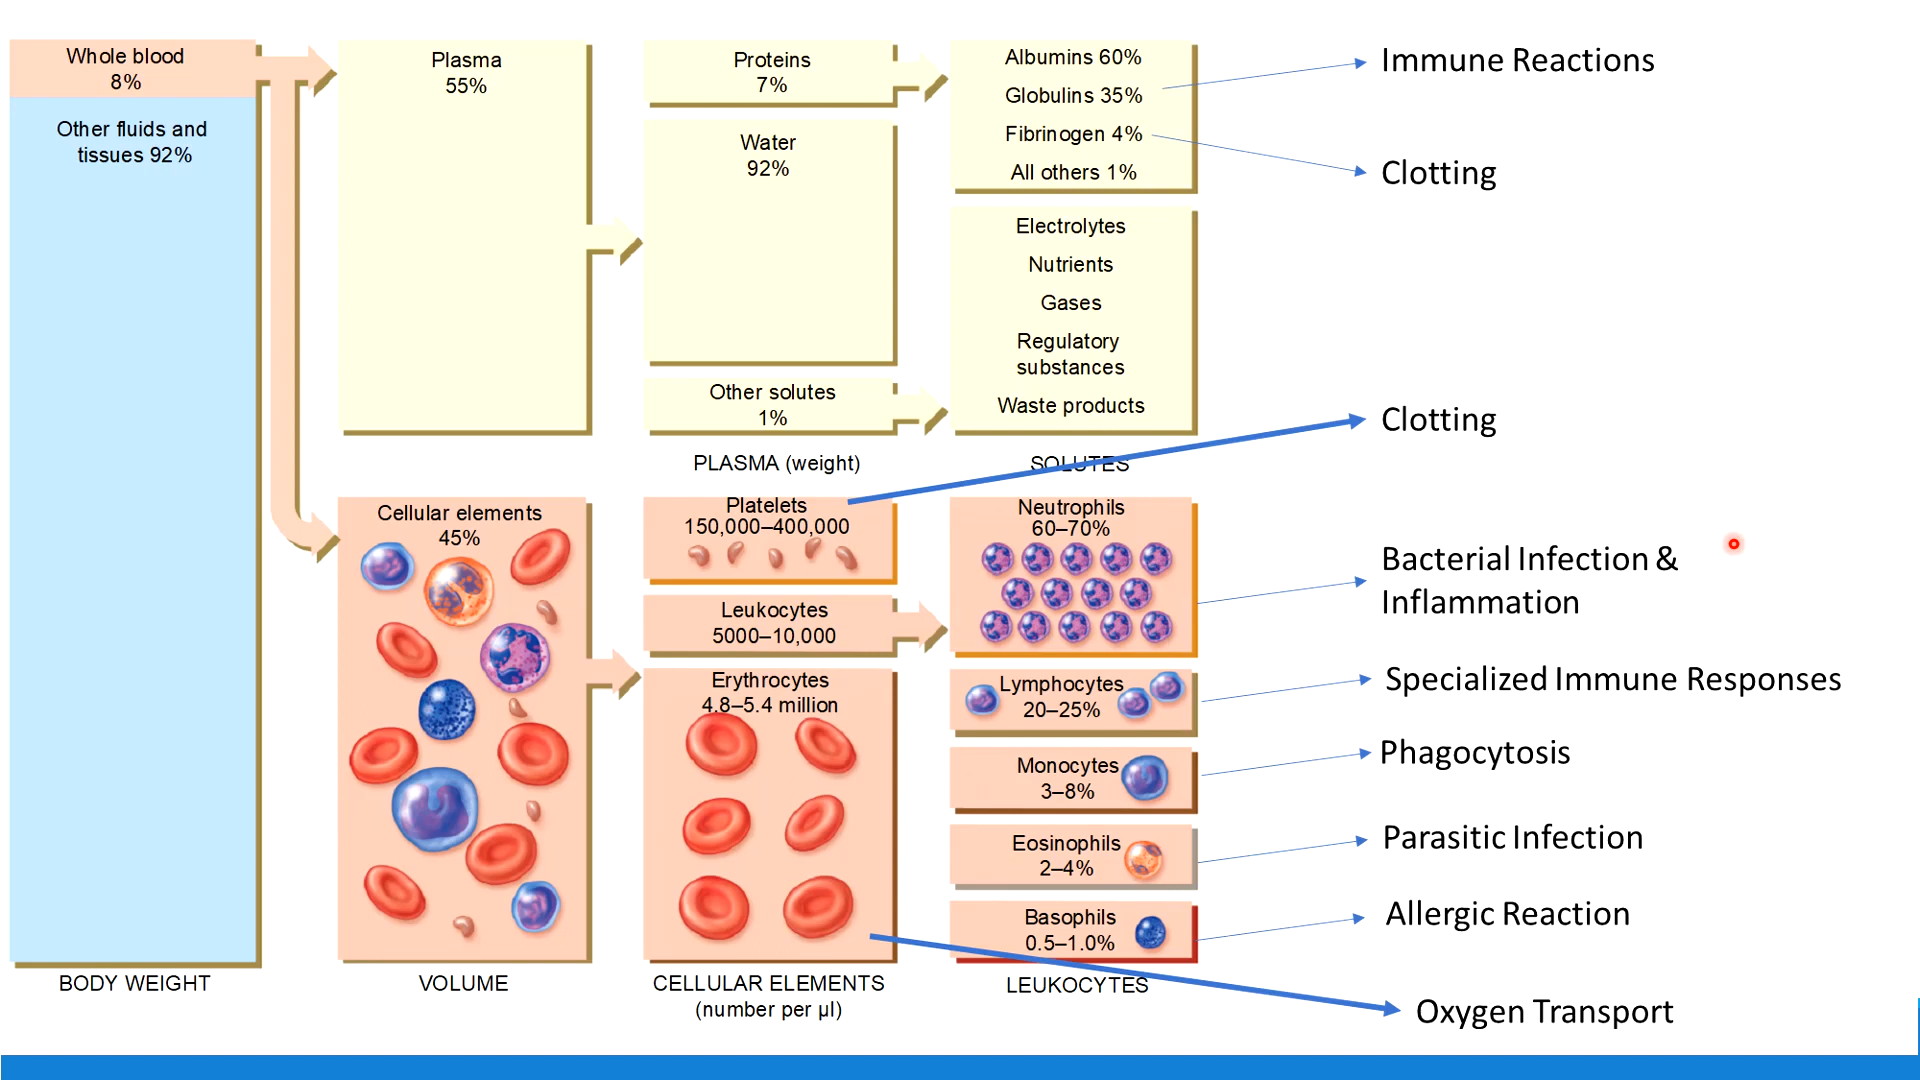 Whole blood
8%
Other fluids and
tissues 92%
BODY WEIGHT
Plasma
55%
Cellular elements
45%
VOLUME
Proteins
7%
Water
92%
Other solutes
1%
PLASMA (weight)
Platelets
150,000–400,000
Leukocytes
5000–10,000
Erythrocytes
4.8–5.4 million
CELLULAR ELEMENTS
(number per µl)
Albumins 60%
Globulins 35%
Fibrinogen 4%
All others 1%
Electrolytes
Nutrients
Gases
Regulatory
substances
Waste products
SOLUTES
Neutrophils
60–70%
Lymphocytes
20–25%
Monocytes
3–8%
Eosinophils
2–4%
Basophils
0.5–1.0%
LEUKOCYTES
Immune Reactions
Clotting
Clotting
Bacterial Infection &
Inflammation
Specialized Immune Responses
Phagocytosis
Parasitic Infection
Allergic Reaction
Oxygen Transport